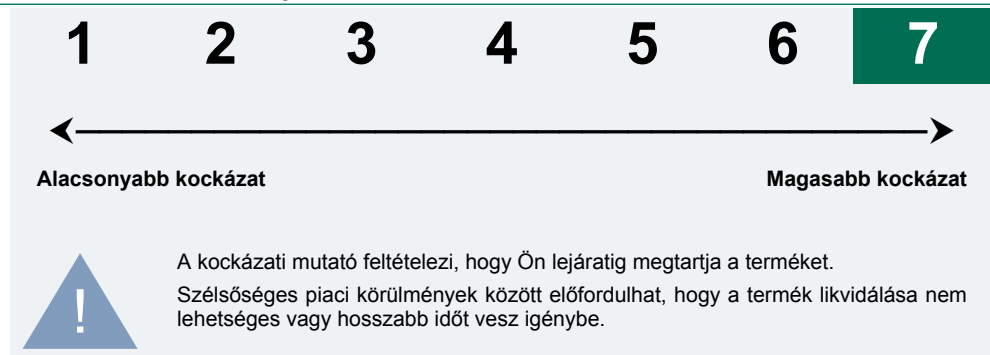 1 2 3 4 5 6 7
Alacsonyabb kockázat Magasabb kockázat
A kockázati mutató feltételezi, hogy Ön lejáratig megtartja a terméket.
Szélsőséges piaci körülmények között előfordulhat, hogy a termék likvidálása nem
lehetséges vagy hosszabb időt vesz igénybe.
!